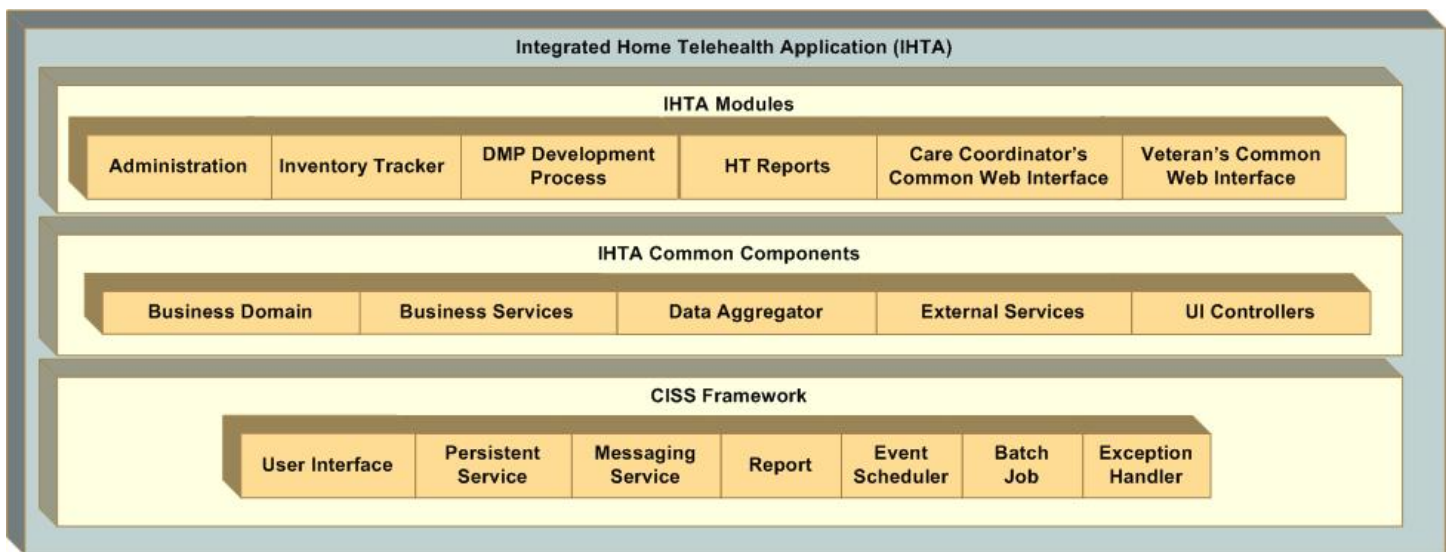 Integrated Home Telehealth Application (IHTA)
IHTA Modules
Administration
Inventory Tracker
DMP Development
Process
HT Reports
Care Coordinator's
Common Web Interface
Veteran's Common
Web Interface
IHTA Common Components
Business Domain
Business Services
Data Aggregator
External Services
UI Controllers
CISS Framework
User Interface
Persistent
Service
Messaging
Service
Report
Event
Scheduler
Batch
Job
Exception
Handler